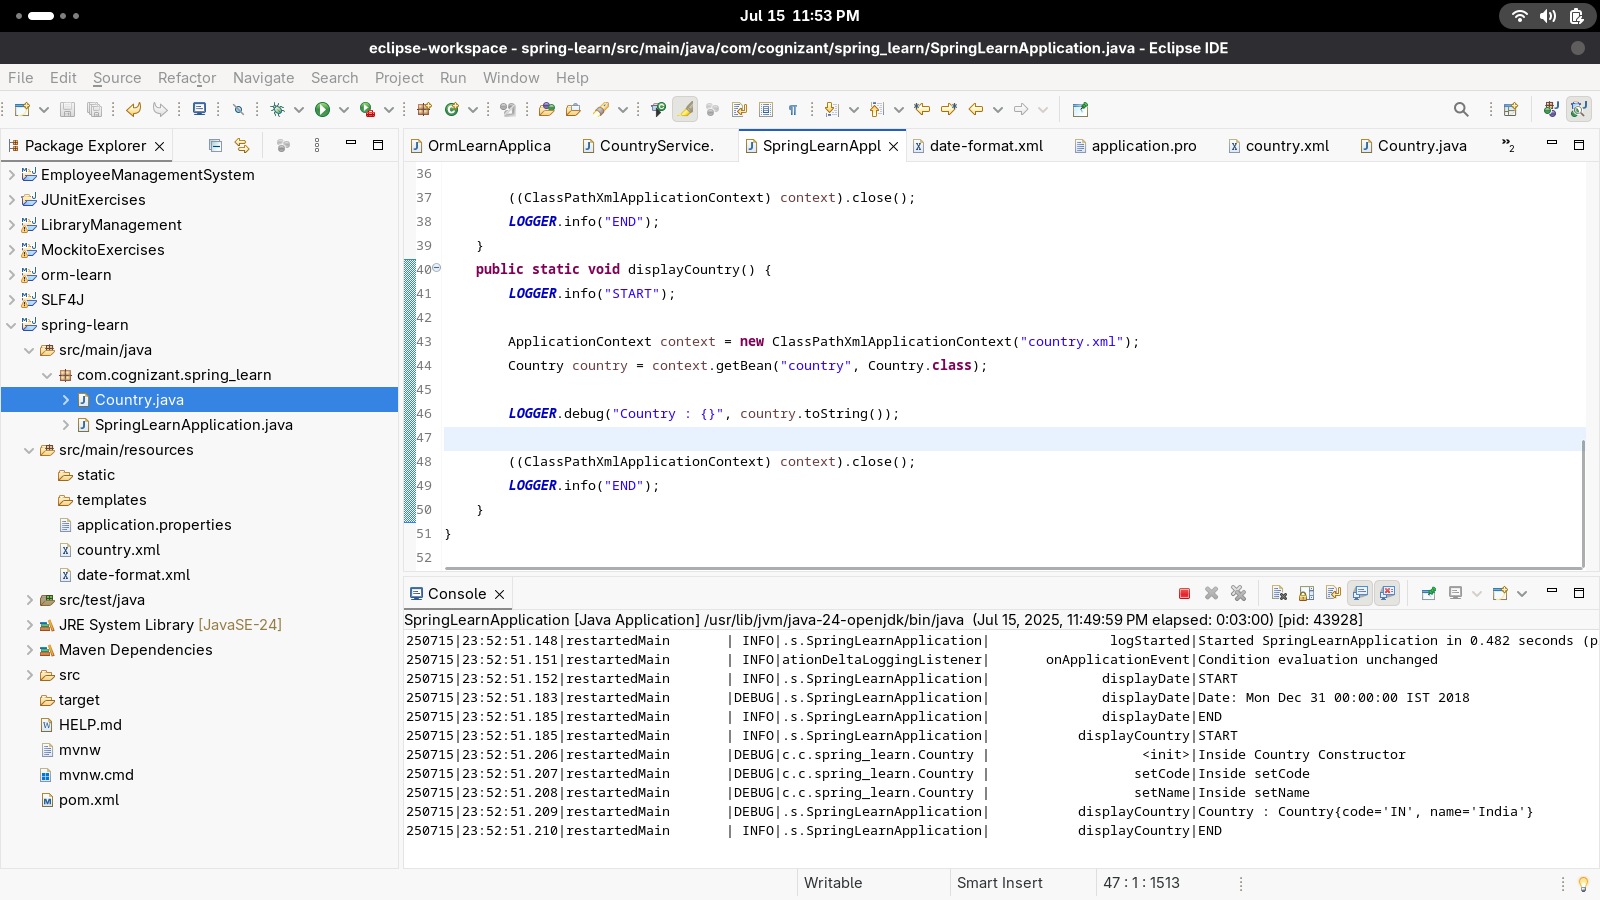 Jul 15 11:53 PM
eclipse-workspace - spring-learn/src/main/java/com/cognizant/spring_learn/SpringLearnApplication.java - Eclipse IDE
File Edit Source Refactor Navigate Search Project Run Window Help
Package Explorer
EmployeeManagementSystem
JUnitExercises
LibraryManagement
MockitoExercises
orm-learn
SLF4J
spring-learn
src/main/java
com.cognizant.spring_learn
Country.java
SpringLearnApplication.java
src/main/resources
static
templates
application.properties
country.xml
date-format.xml
src/test/java
JRE System Library [JavaSE-24]
Maven Dependencies
src
target
HELP.md
mvnw
mvnw.cmd
pom.xml
OrmLearnApplica CountryService. SpringLearnAppl date-format.xml application.pro country.xml Country.java »2
36
37 ((ClassPathXmlApplicationContext) context).close();
38 LOGGER.info("END");
39 }
40 public static void displayCountry() {
41 LOGGER.info("START");
42
43 ApplicationContext context = new ClassPathXmlApplicationContext("country.xml");
44 Country country = context.getBean("country", Country.class);
45
46 LOGGER.debug("Country : {}", country.toString());
47
48 ((ClassPathXmlApplicationContext) context).close();
49 LOGGER.info("END");
50 }
51 }
52
Console
SpringLearnApplication [Java Application] /usr/lib/jvm/java-24-openjdk/bin/java (Jul 15, 2025, 11:49:59 PM elapsed: 0:03:00) [pid: 43928]
250715|23:52:51.148|restartedMain | INFO|.s.SpringLearnApplication| logStarted|Started SpringLearnApplication in 0.482 seconds (p
250715|23:52:51.151|restartedMain | INFO|ationDeltaLoggingListener| onApplicationEvent|Condition evaluation unchanged
250715|23:52:51.152|restartedMain | INFO|.s.SpringLearnApplication| displayDate|START
250715|23:52:51.183|restartedMain |DEBUG|.s.SpringLearnApplication| displayDate|Date: Mon Dec 31 00:00:00 IST 2018
250715|23:52:51.185|restartedMain | INFO|.s.SpringLearnApplication| displayDate|END
250715|23:52:51.185|restartedMain | INFO|.s.SpringLearnApplication| displayCountry|START
250715|23:52:51.206|restartedMain |DEBUG|c.c.spring_learn.Country | <init>|Inside Country Constructor
250715|23:52:51.207|restartedMain |DEBUG|c.c.spring_learn.Country | setCode|Inside setCode
250715|23:52:51.208|restartedMain |DEBUG|c.c.spring_learn.Country | setName|Inside setName
250715|23:52:51.209|restartedMain |DEBUG|.s.SpringLearnApplication| displayCountry|Country : Country{code='IN', name='India'}
250715|23:52:51.210|restartedMain | INFO|.s.SpringLearnApplication| displayCountry|END
Writable Smart Insert 47 : 1 : 1513